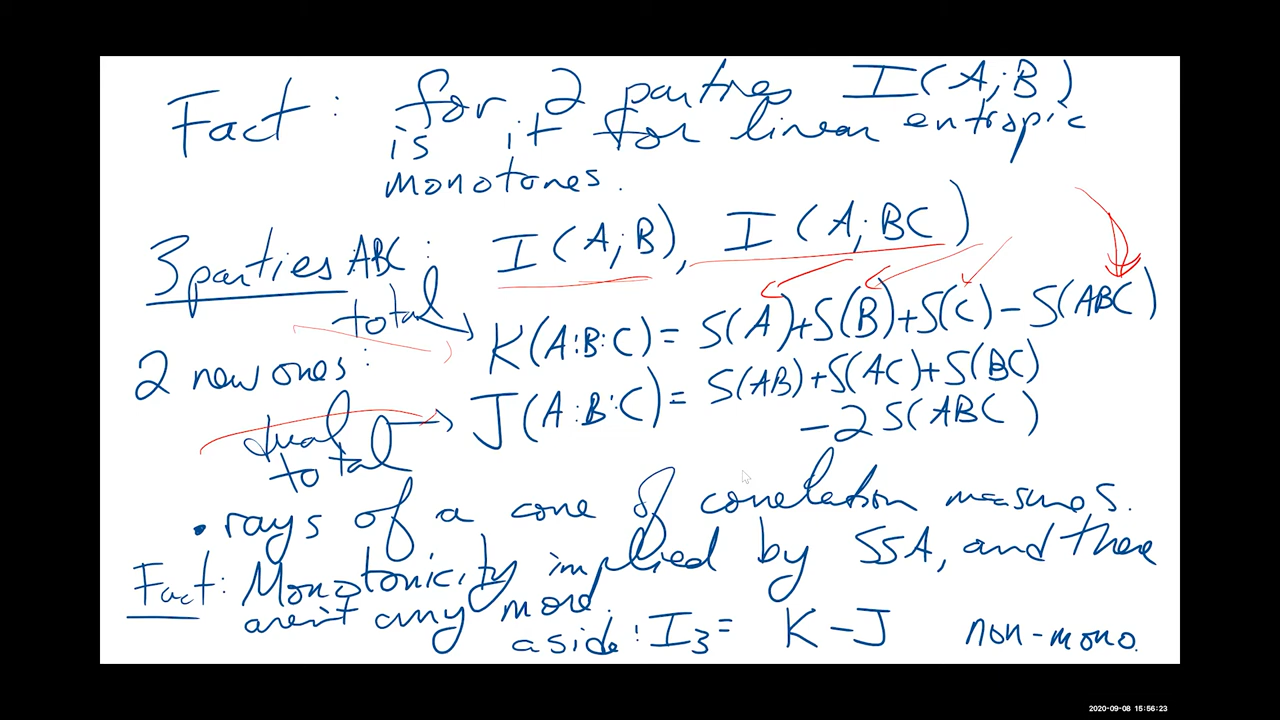 Fact : for 2 parties I(A;B)
is it for linear entropic
monotones.
3 parties ABC : I(A;B), I(A;BC)
total
K(A:B:C) = S(A)+S(B)+S(C) - S(ABC)
2 new ones :
J(A:B:C) = S(AB)+S(AC)+S(BC)
- 2 S(ABC)
dual
total
• rays of a cone of correlation measures.
Fact : Monotonicity implied by SSA, and there
aren't any more.
aside : I3 = K - J non-mono.
2020-09-08 15:56:23